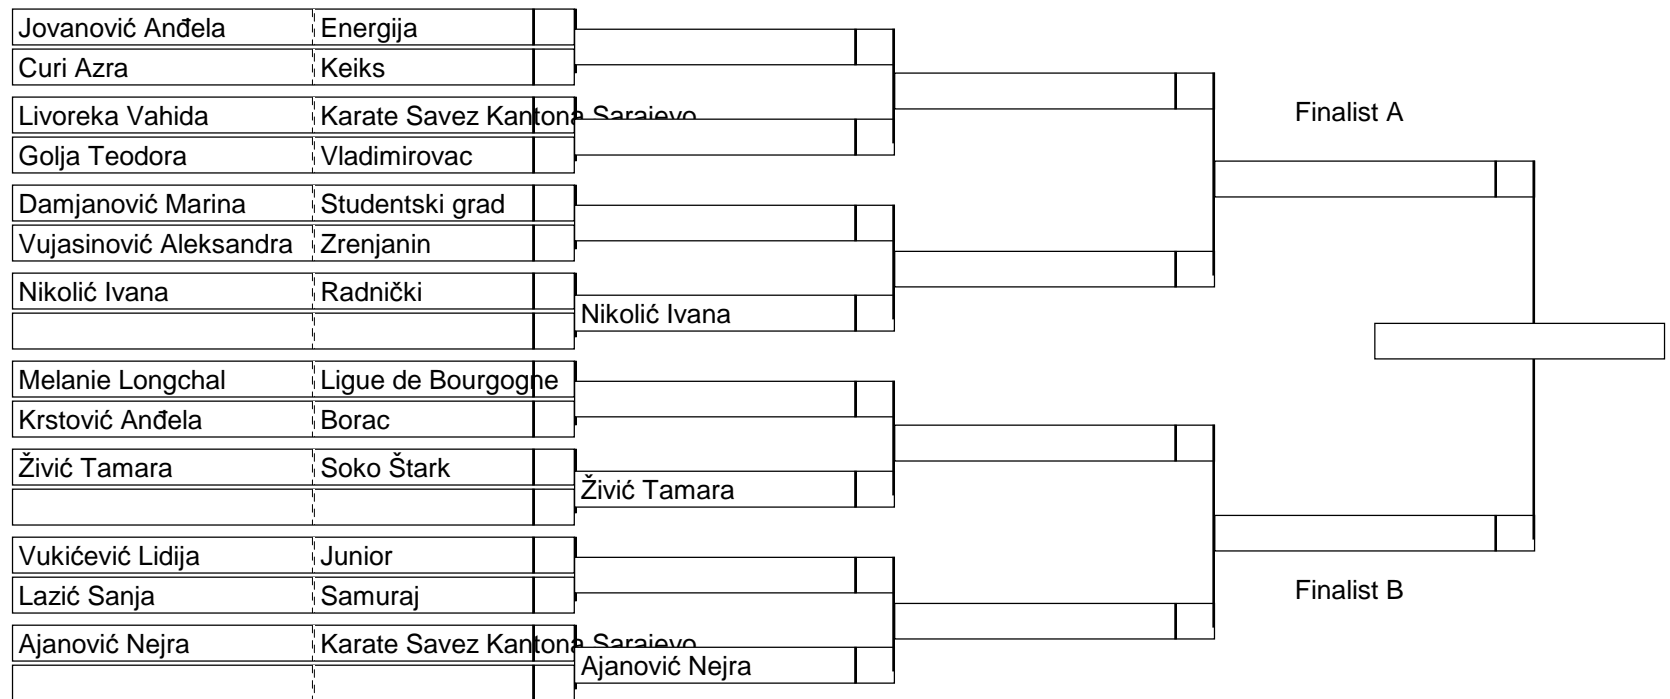 Jovanović Anđela Energija
Curi Azra Keiks
Livoreka Vahida Karate Savez Kantona Sarajevo
Finalist A
Golja Teodora Vladimirovac
Damjanović Marina Studentski grad
Vujasinović Aleksandra Zrenjanin
Nikolić Ivana Radnički
Nikolić Ivana
Melanie Longchal Ligue de Bourgogne
Krstović Anđela Borac
Živić Tamara Soko Štark
Živić Tamara
Vukićević Lidija Junior
Lazić Sanja Samuraj
Finalist B
Ajanović Nejra Karate Savez Kantona Sarajevo
Ajanović Nejra